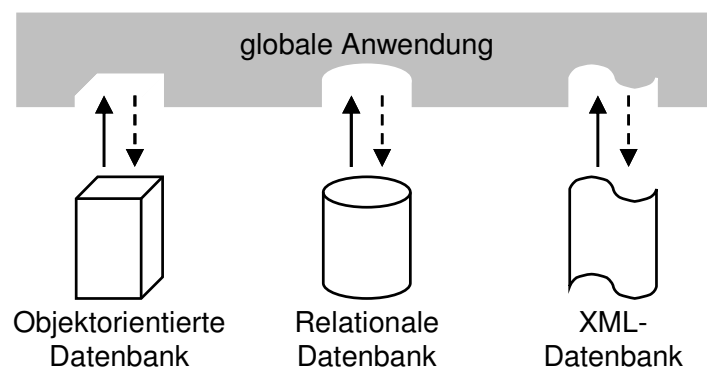 globale Anwendung
Objektorientierte
Datenbank
Relationale
Datenbank
XML-
Datenbank